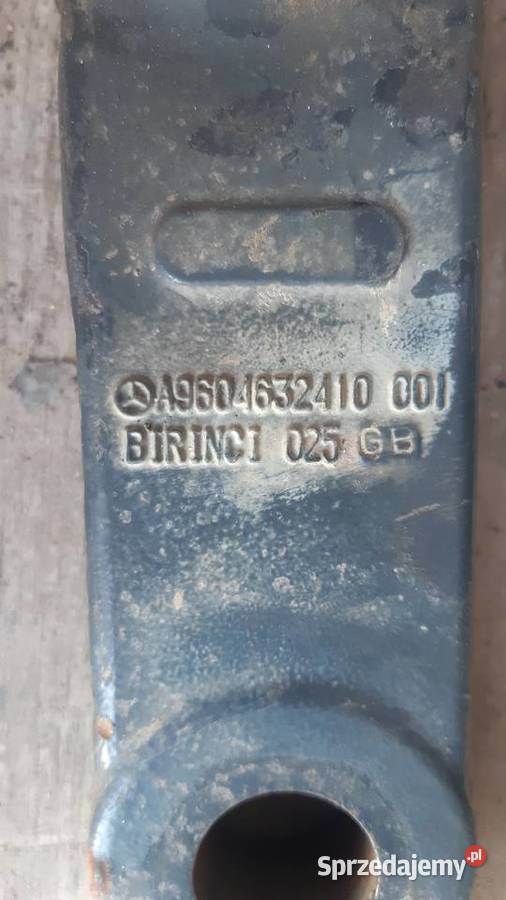 A9604632410 001
BIRINCI 025 GB
Sprzedajemy.pl